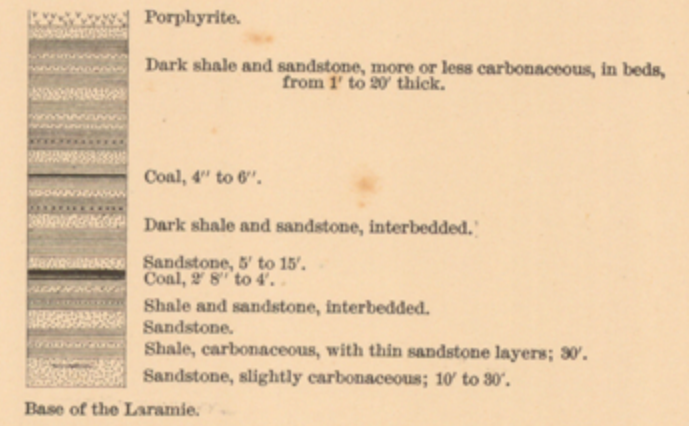 Porphyrite.
Dark shale and sandstone, more or less carbonaceous, in beds,
from 1' to 20' thick.
Coal, 4'' to 6''.
Dark shale and sandstone, interbedded.
Sandstone, 5' to 15'.
Coal, 2' 8'' to 4'.
Shale and sandstone, interbedded.
Sandstone.
Shale, carbonaceous, with thin sandstone layers; 30'.
Sandstone, slightly carbonaceous; 10' to 30'.
Base of the Laramie.